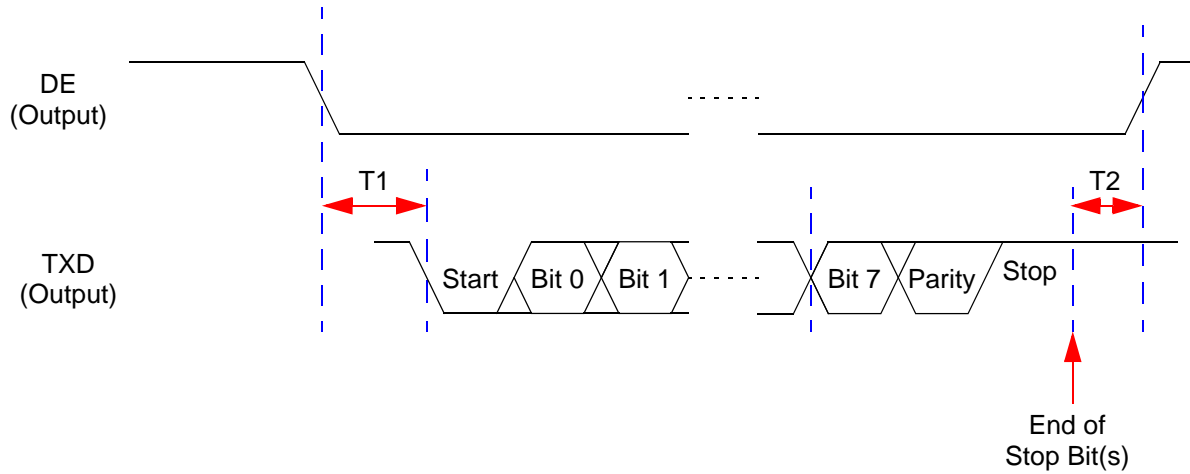 DE
(Output)
T1
T2
TXD
(Output)
Start
Bit 0
Bit 1
Bit 7
Parity
Stop
End of
Stop Bit(s)